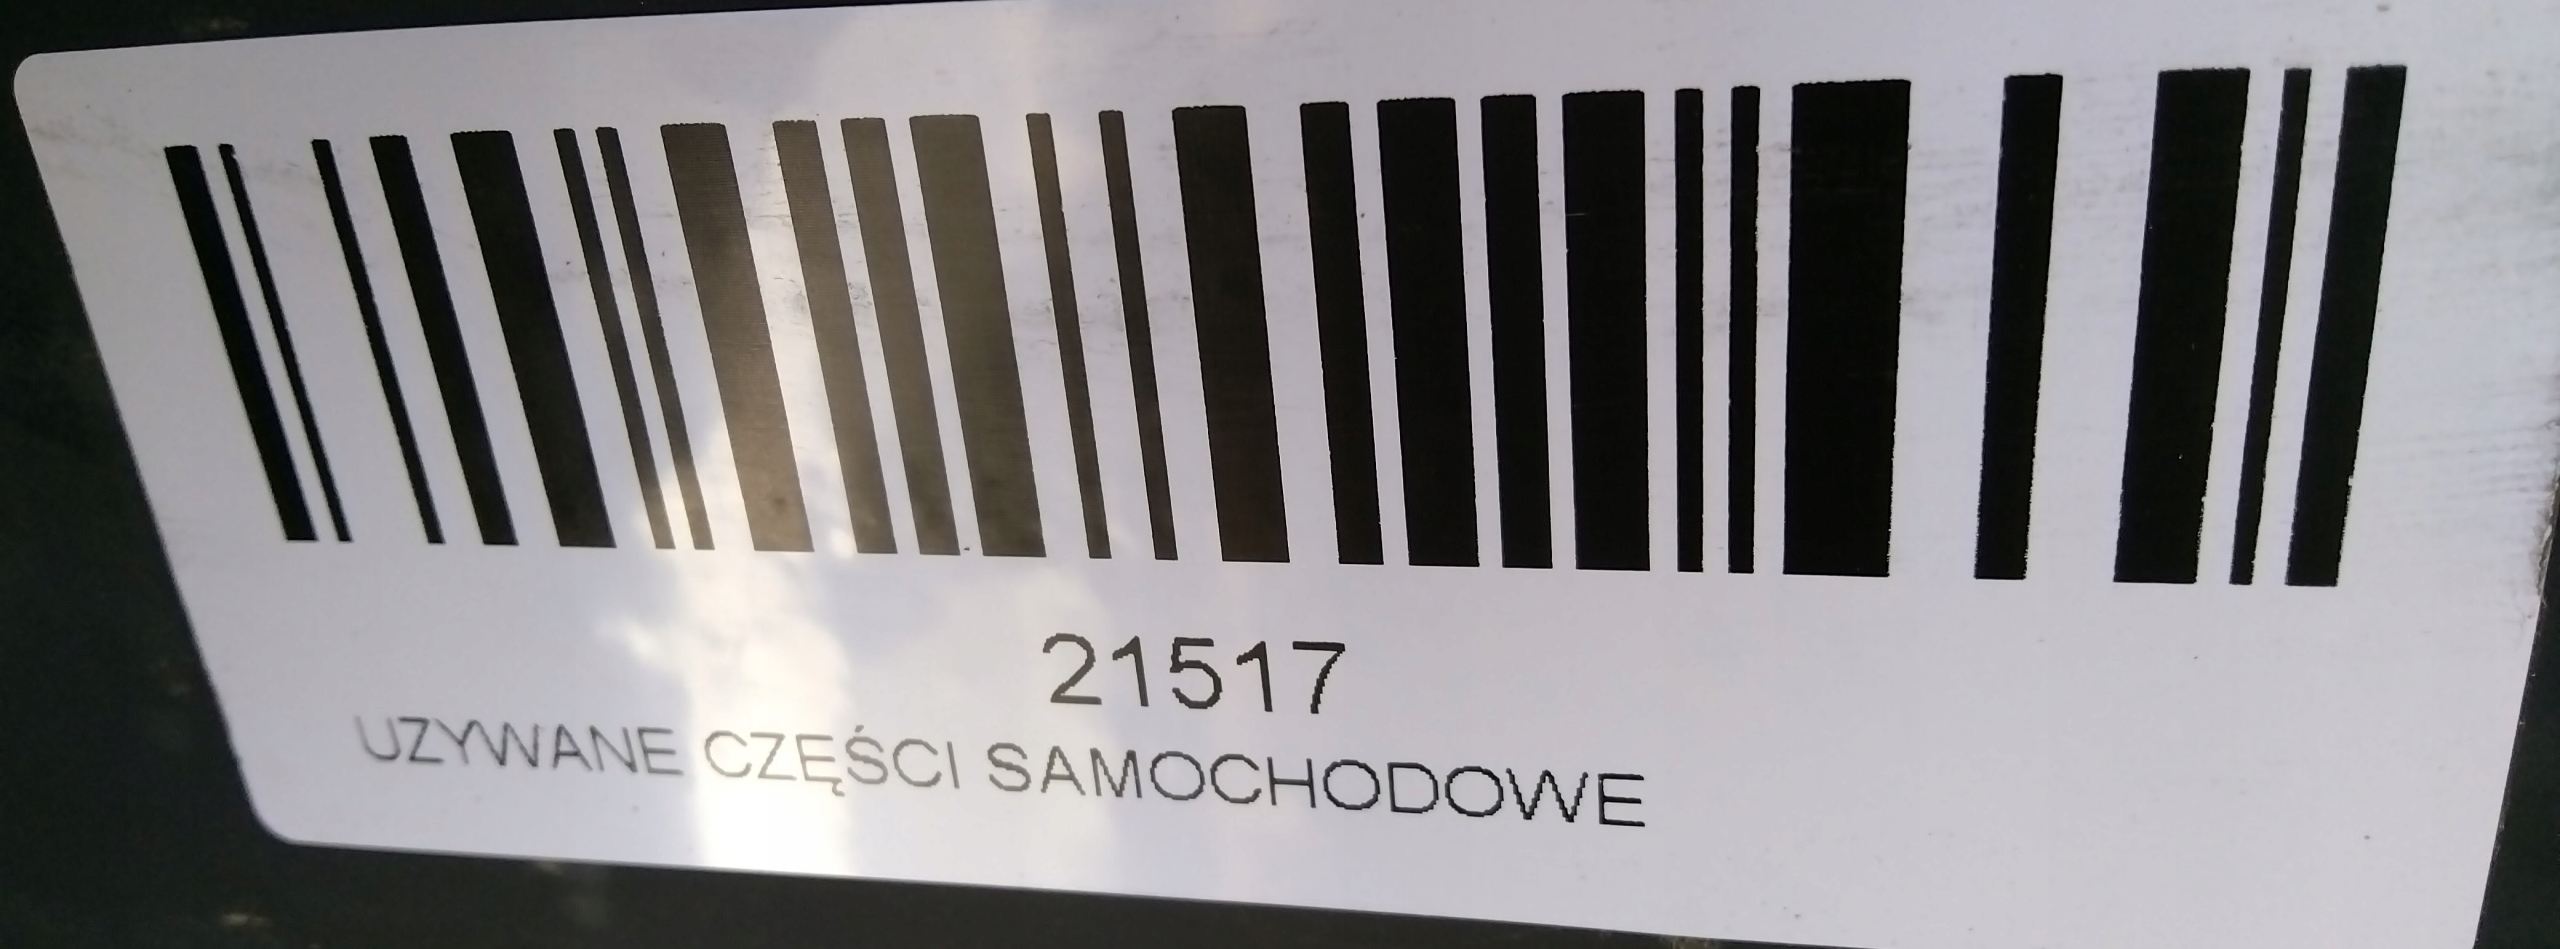 21517
UZYWANE CZĘŚCI SAMOCHODOWE